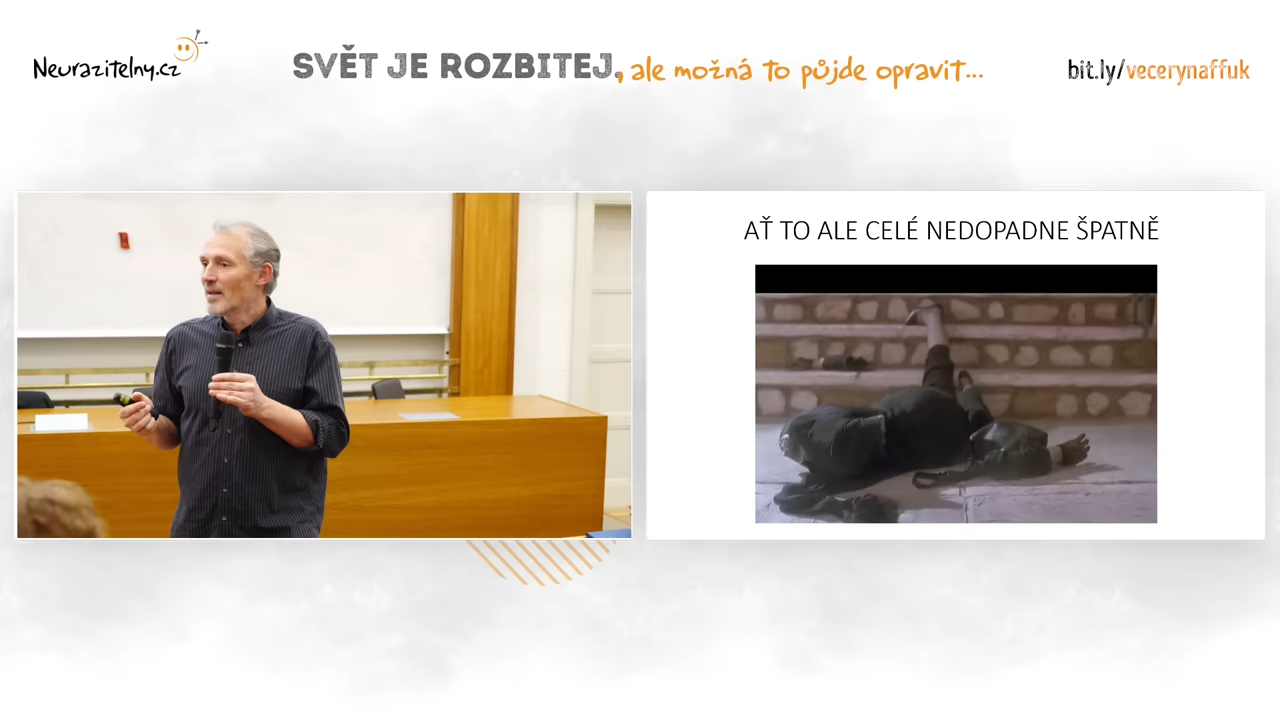 Neurazitelny.cz
SVĚT JE ROZBITEJ, ale možná to půjde opravit...
bit.ly/vecerynaffuk
AŤ TO ALE CELÉ NEDOPADNE ŠPATNĚ